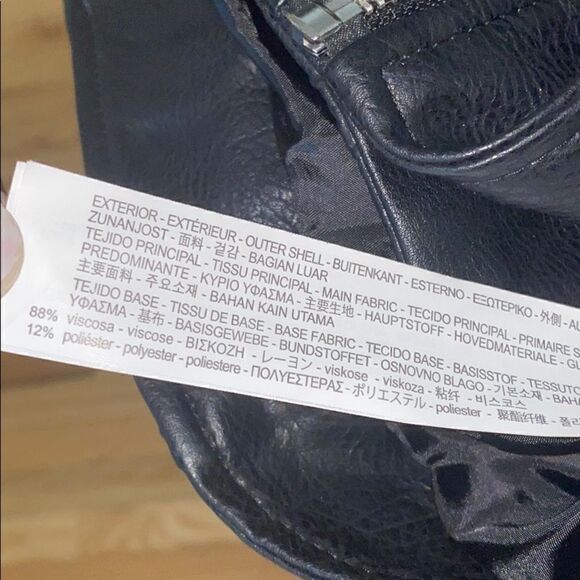 EXTERIOR - EXTÉRIEUR - OUTER SHELL - BUITENKANT - ESTERNO - ΕΞΩΤΕΡΙΚΟ - 外側 -
ZUNANJOST - 面料 - 겉감 - BAGIAN LUAR
TEJIDO PRINCIPAL - TISSU PRINCIPAL - MAIN FABRIC - TECIDO PRINCIPAL - PRIMAIRE
PREDOMINANTE - ΚΥΡΙΟ ΥΦΑΣΜΑ - 主要生地 - HAUPTSTOFF - HOVEDMATERIALE -
主要面料 - 주요소재 - BAHAN KAIN UTAMA
TEJIDO BASE - TISSU DE BASE - BASE FABRIC - TECIDO BASE - BASISSTOF - TESSUTO
ΥΦΑΣΜΑ - 基布 - BASISGEWEBE - BUNDSTOFFET - OSNOVNO BLAGO - 기본소재 -
88% viscosa - viscose - ΒΙΣΚΟΖΗ - レーヨン - viskose - viskoza - 粘纤 - 비스코스
12% poliéster - polyester - poliestere - ΠΟΛΥΕΣΤΕΡΑΣ - ポリエステル - poliester - 聚酯纤维 -